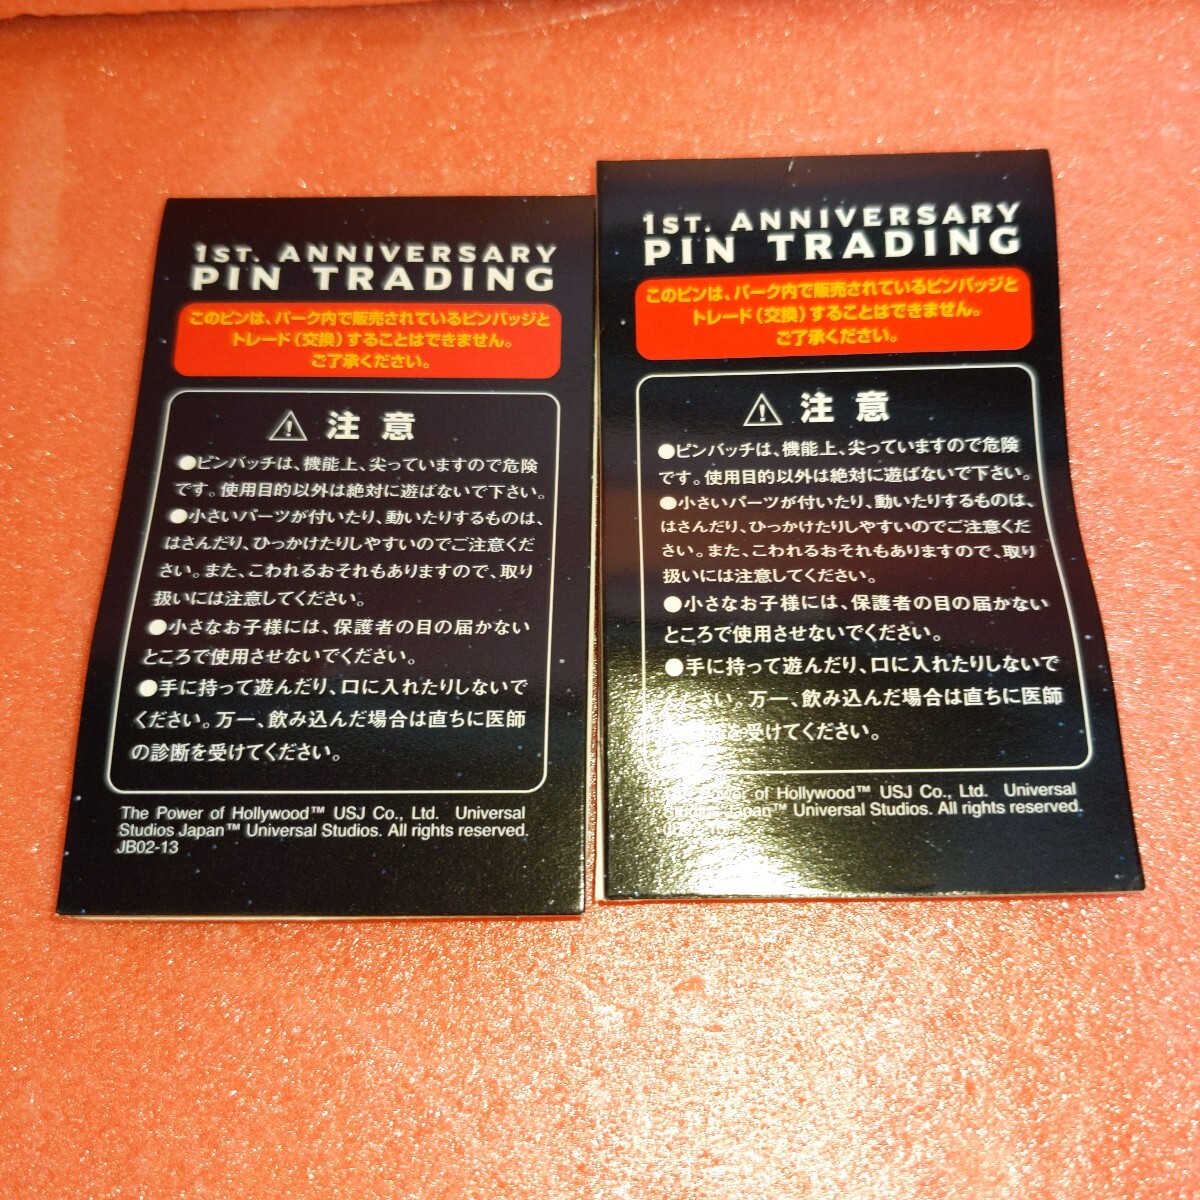 1ST. ANNIVERSARY
PIN TRADING
このピンは、パーク内で販売されているピンバッジと
トレード(交換)することはできません。
ご了承ください。
注意
●ピンバッチは、機能上、尖っていますので危険
です。使用目的以外は絶対に遊ばないで下さい。
●小さいパーツが付いたり、動いたりするものは、
はさんだり、ひっかけたりしやすいのでご注意くだ
さい。また、こわれるおそれもありますので、取り
扱いには注意してください。
●小さなお子様には、保護者の目の届かない
ところで使用させないでください。
●手に持って遊んだり、口に入れたりしないで
ください。万一、飲み込んだ場合は直ちに医師
の診断を受けてください。
The Power of Hollywood™ USJ Co., Ltd. Universal
Studios Japan™ Universal Studios. All rights reserved.
JB02-13
1ST. ANNIVERSARY
PIN TRADING
このピンは、パーク内で販売されているピンバッジと
トレード(交換)することはできません。
ご了承ください。
注意
●ピンバッチは、機能上、尖っていますので危険
です。使用目的以外は絶対に遊ばないで下さい。
●小さいパーツが付いたり、動いたりするものは、
はさんだり、ひっかけたりしやすいのでご注意くだ
さい。また、こわれるおそれもありますので、取り
扱いには注意してください。
●小さなお子様には、保護者の目の届かない
ところで使用させないでください。
●手に持って遊んだり、口に入れたりしないで
ください。万一、飲み込んだ場合は直ちに医師
を受けてください。
Power of Hollywood™ USJ Co., Ltd. Universal
Studios Japan™ Universal Studios. All rights reserved.